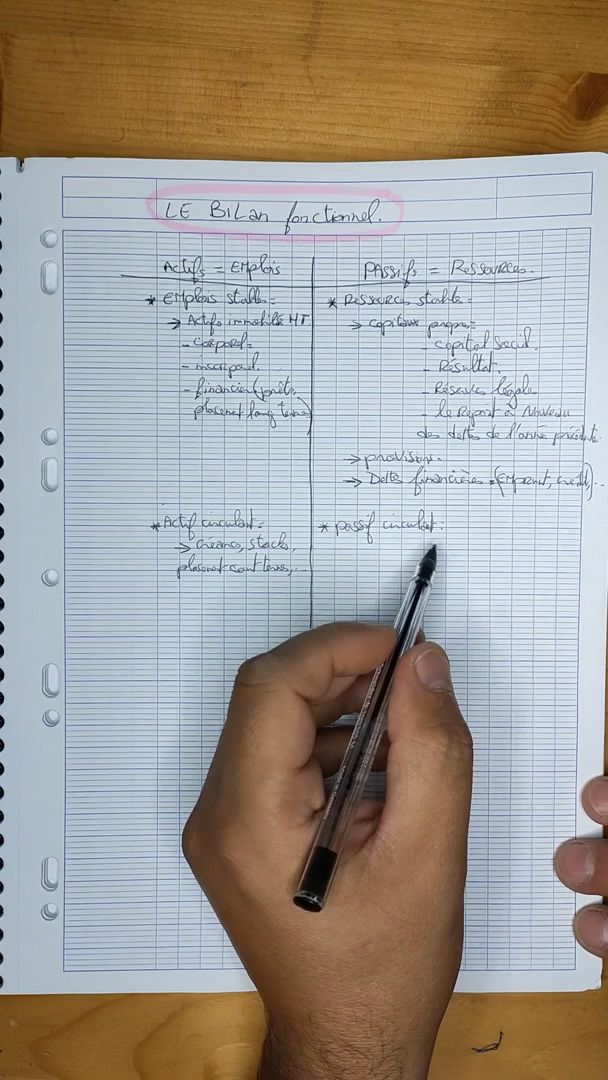 LE BiLan fonctionnel.
Actifs = EMplois
* EMplois stables =
→ Actifs immobilisé HT.
- corporel =
- incorporel.
- financier (prêts,
placement long terme)
* Actif circulant =
→ créances, stocks,
placement court terme,...
PAssifs = RessouRces.
* Ressources stables =
→ capitaux propres =
- capital social.
- Résultat.
- Réserves légales
- le Report à Nouveau
des dettes de l'année précédente.
→ provision.
→ Dettes financières = (EMprunt, crédit)...
* passif circulant :